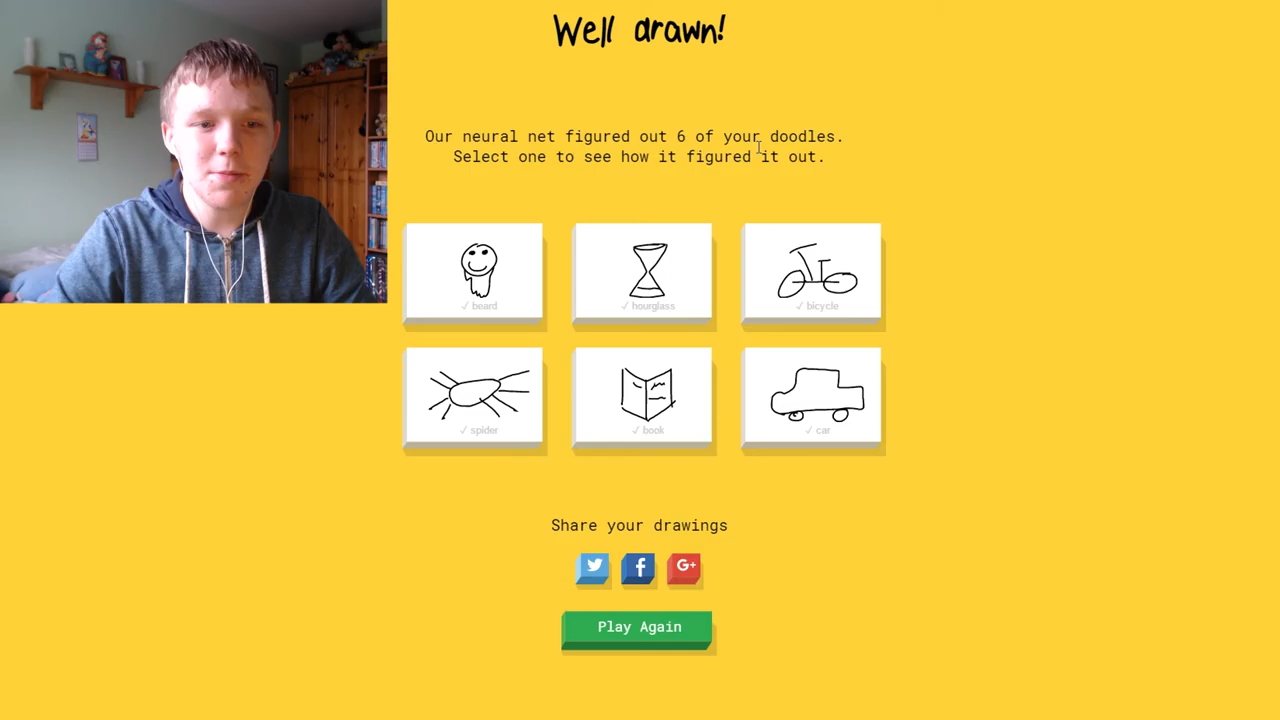 Well drawn!
Our neural net figured out 6 of your doodles.
Select one to see how it figured it out.
✓ beard
✓ hourglass
✓ bicycle
✓ spider
✓ book
✓ car
Share your drawings
G+
Play Again